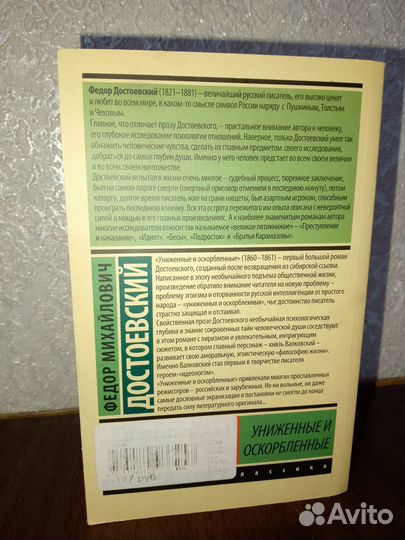 Федор Достоевский (1821–1881) – величайший русский писатель, его высоко ценят
и любят во всем мире, в каком-то смысле символ России наряду с Пушкиным, Толстым
и Чеховым.
Главное, что отличает прозу Достоевского, – пристальное внимание автора к человеку,
его глубокое исследование психологии отношений. Наверное, только Достоевский умел так
обнажить человеческие чувства, сделать их главным предметом своего исследования,
добраться до самых глубин души. Именно у него человек предстает во всем своем величии
и во всем своем ничтожестве.
Достоевский испытал в жизни очень многое – судебный процесс, тюремное заключение,
был на самом пороге смерти (смертный приговор отменили в последнюю минуту), потом
каторгу, долгое время писатель жил на грани нищеты, был азартным игроком, способным
проиграть последнюю копейку. Вся эта острота пережитого им опыта описана с невероятной
силой и мощью в его главных произведениях. А к наиболее знаменитым романам автора
многие исследователи относят так называемое «великое пятикнижие» – «Преступление
и наказание», «Идиот», «Бесы», «Подросток» и «Братья Карамазовы».
ФЕДОР МИХАЙЛОВИЧ
ДОСТОЕВСКИЙ
«Униженные и оскорбленные» (1860–1861) – первый большой роман
Достоевского, созданный после возвращения из сибирской ссылки.
Написанное в эпоху необычайного подъема общественной жизни,
произведение обратило внимание читателя на новую проблему –
проблему эгоизма и оторванности русской интеллигенции от простого
народа – «униженных и оскорбленных», чье достоинство писатель
страстно защищал и отстаивал.
Свойственная прозе Достоевского необычайная психологическая
глубина и знание сокровенных тайн человеческой души соседствуют
в этом романе с лиризмом и увлекательным, интригующим
сюжетом, в котором главный персонаж – князь Валковский –
развивает свою аморальную, эгоистическую «философию жизни».
Именно Валковский стал первым в творчестве писателя
героем-«идеологом».
«Униженные и оскорбленные» привлекали многих прославленных
режиссеров – российских и зарубежных. Но ни вольные, ни даже
самые дословные экранизации и постановки не смогли до конца
передать силу литературного оригинала...
УНИЖЕННЫЕ И
ОСКОРБЛЕННЫЕ
классика
177 руб
Avito